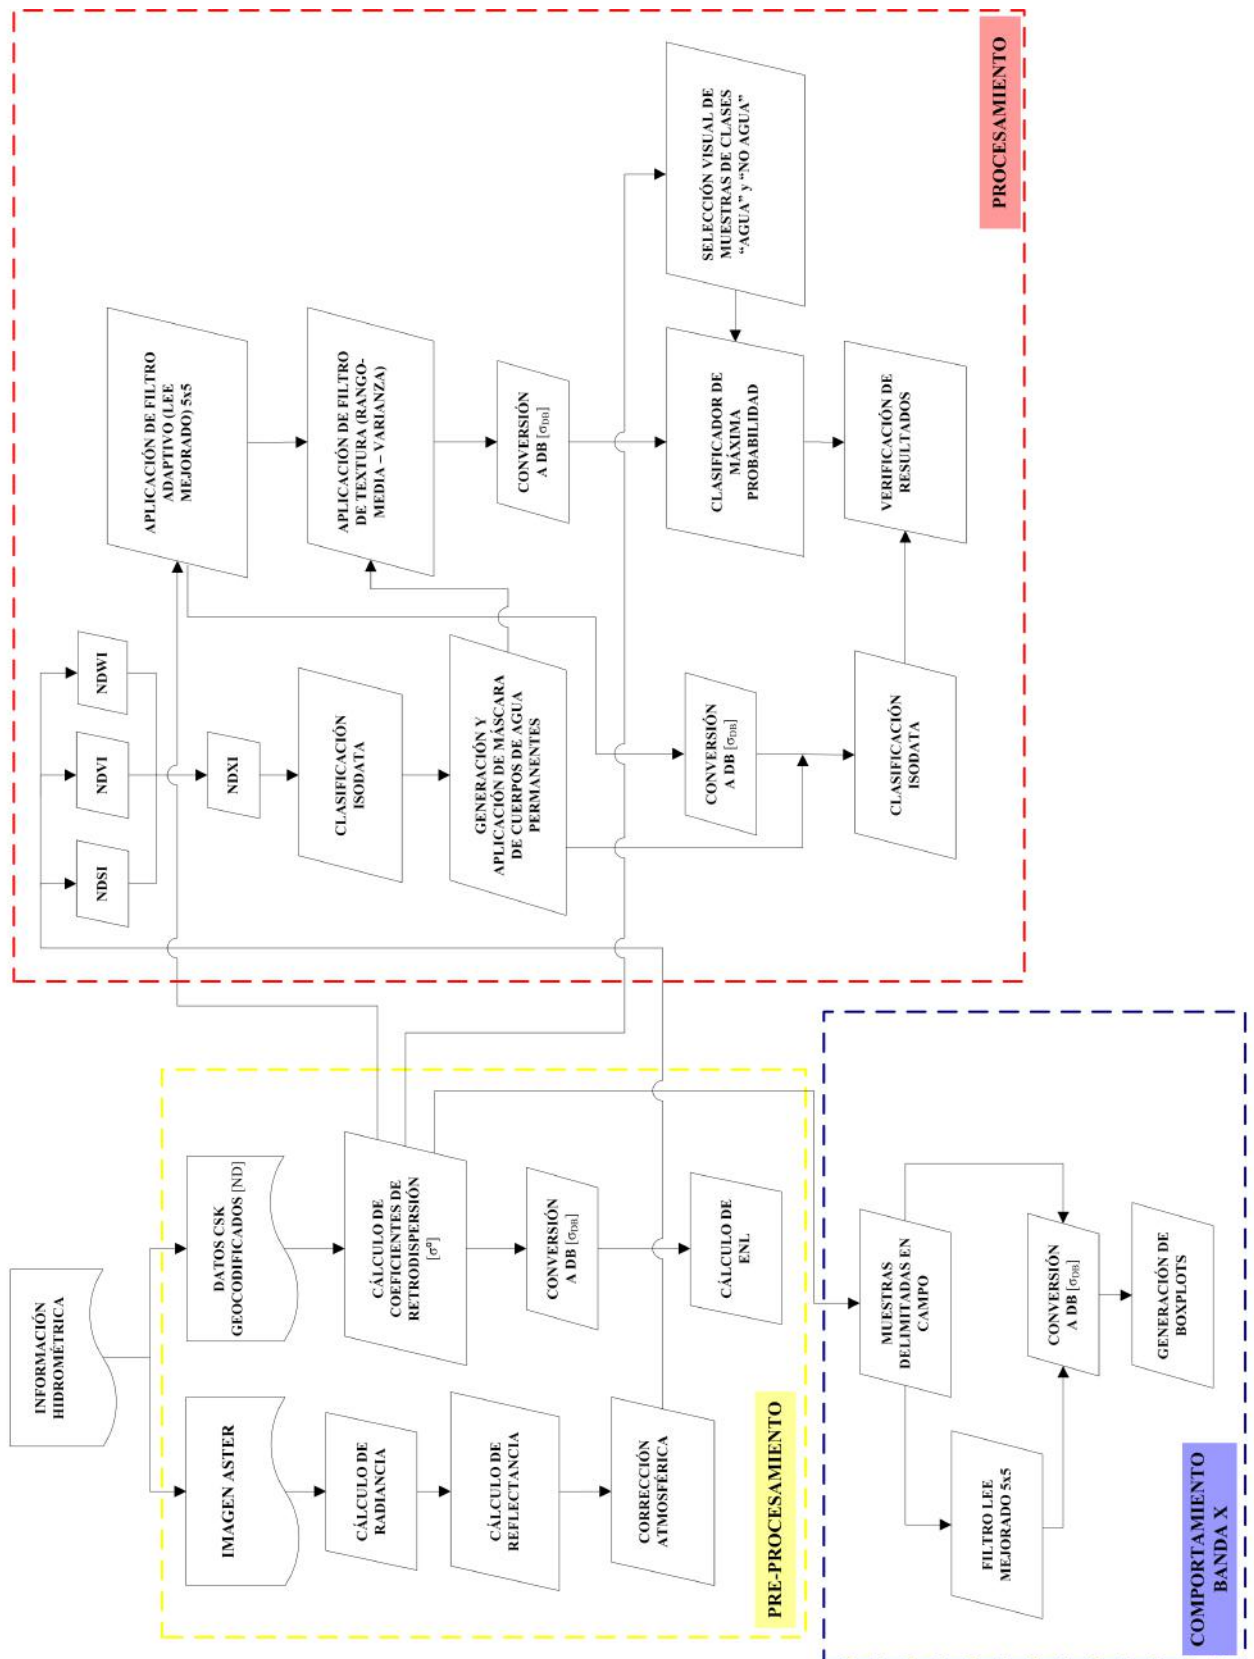 INFORMACIÓN
HIDROMÉTRICA
IMAGEN ASTER
CÁLCULO DE
RADIANCIA
CÁLCULO DE
REFLECTANCIA
CORRECCIÓN
ATMOSFÉRICA
DATOS CSK
GEOCODIFICADOS [ND]
CÁLCULO DE
COEFICIENTES DE
RETRODISPERSIÓN
[σ⁰]
CONVERSIÓN
A DB [σDB]
CÁLCULO DE
ENL
PRE-PROCESAMIENTO
NDSI
NDVI
NDWI
NDXI
CLASIFICACIÓN
ISODATA
GENERACIÓN Y
APLICACIÓN DE MÁSCARA
DE CUERPOS DE AGUA
PERMANENTES
CONVERSIÓN
A DB [σDB]
CLASIFICACIÓN
ISODATA
APLICACIÓN DE FILTRO
ADAPTIVO (LEE
MEJORADO) 5x5
APLICACIÓN DE FILTRO
DE TEXTURA (RANGO-
MEDIA – VARIANZA)
CONVERSIÓN
A DB [σDB]
CLASIFICADOR DE
MÁXIMA
PROBABILIDAD
VERIFICACIÓN DE
RESULTADOS
SELECCIÓN VISUAL DE
MUESTRAS DE CLASES
“AGUA” y “NO AGUA”
PROCESAMIENTO
MUESTRAS
DELIMITADAS EN
CAMPO
FILTRO LEE
MEJORADO 5x5
CONVERSIÓN
A DB [σDB]
GENERACIÓN DE
BOXPLOTS
COMPORTAMIENTO
BANDA X